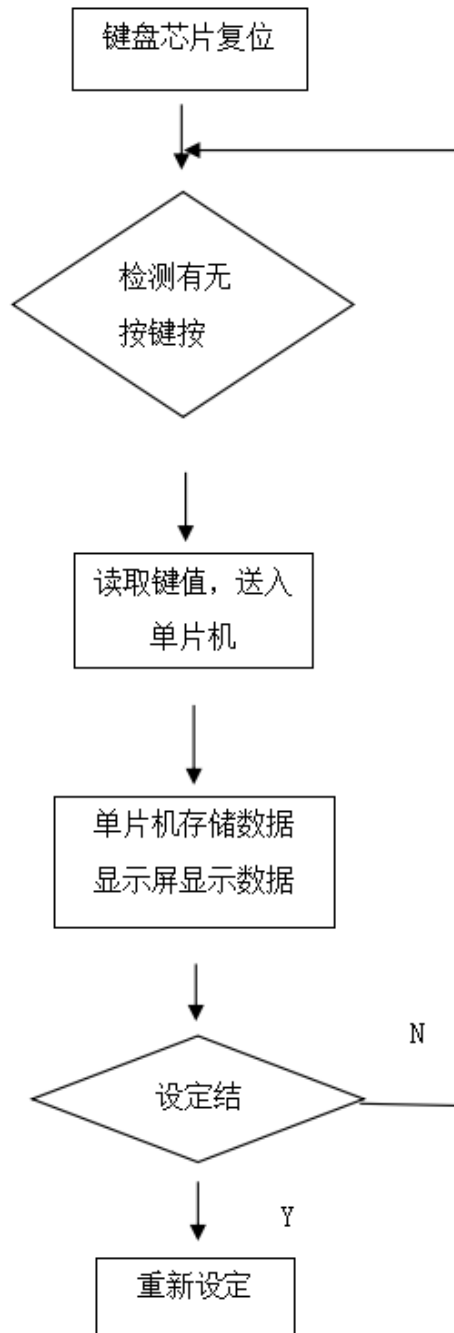 键盘芯片复位
检测有无
按键按
读取键值，送入
单片机
单片机存储数据
显示屏显示数据
N
设定结
Y
重新设定